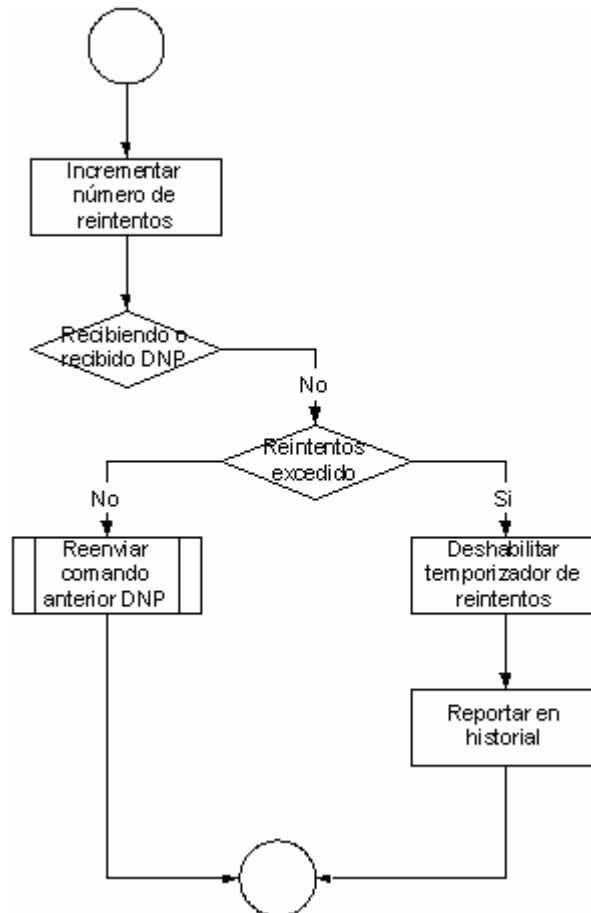 Incrementar
número de
reintentos
Recibiendo o
recibido DNP
No
Reintentos
excedido
No
Si
Reenviar
comando
anterior DNP
Deshabilitar
temporizador de
reintentos
Reportar en
historial